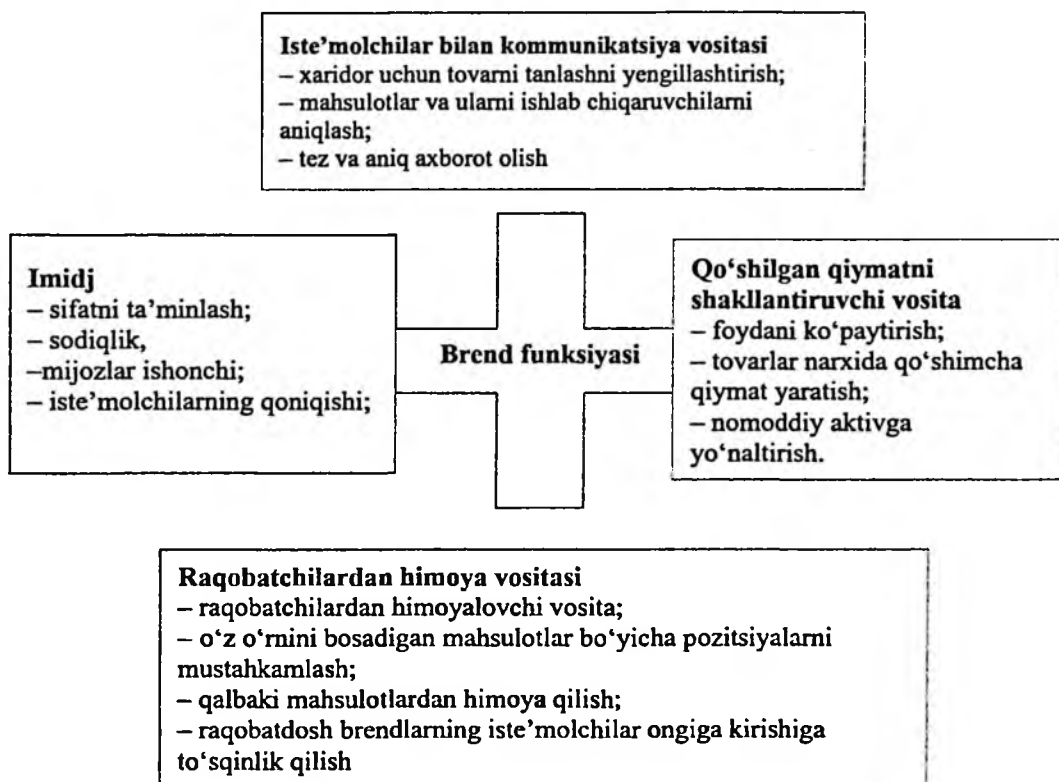 Iste’molchilar bilan kommunikatsiya vositasi
– xaridor uchun tovarni tanlashni yengillashtirish;
– mahsulotlar va ularni ishlab chiqaruvchilarni
aniqlash;
– tez va aniq axborot olish
Imidj
– sifatni ta’minlash;
– sodiqlik,
–mijozlar ishonchi;
– iste’molchilarning qoniqishi;
Brend funksiyasi
Qo‘shilgan qiymatni
shakllantiruvchi vosita
– foydani ko‘paytirish;
– tovarlar narxida qo‘shimcha
qiymat yaratish;
– nomoddiy aktivga
yo‘naltirish.
Raqobatchilardan himoya vositasi
– raqobatchilardan himoyalovchi vosita;
– o‘z o‘rnini bosadigan mahsulotlar bo‘yicha pozitsiyalarni
mustahkamlash;
– qalbaki mahsulotlardan himoya qilish;
– raqobatdosh brendlarning iste’molchilar ongiga kirishiga
to‘sqinlik qilish